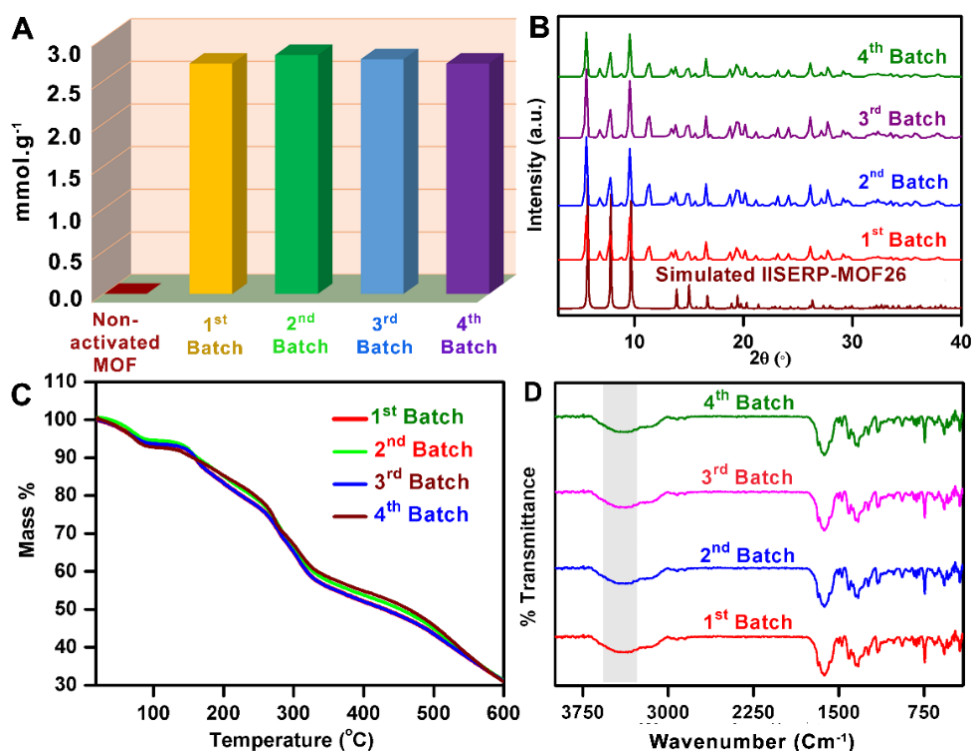 A
mmol.g⁻¹
3.0
2.5
2.0
1.5
1.0
0.5
0.0
Non-
activated
MOF
1st
Batch
2nd
Batch
3rd
Batch
4th
Batch
B
Intensity (a.u.)
4th Batch
3rd Batch
2nd Batch
1st Batch
Simulated IISERP-MOF26
10 20 30 40
2θ (°)
C
Mass %
110
100
90
80
70
60
50
40
30
1st Batch
2nd Batch
3rd Batch
4th Batch
100 200 300 400 500 600
Temperature (°C)
D
% Transmittance
4th Batch
3rd Batch
2nd Batch
1st Batch
3750 3000 2250 1500 750
Wavenumber (Cm⁻¹)